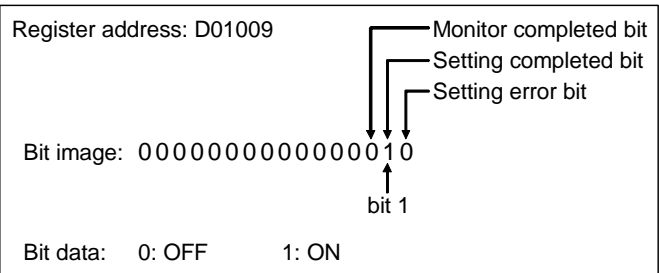 Register address: D01009
Monitor completed bit
Setting completed bit
Setting error bit
Bit image: 0000000000000010
bit 1
Bit data: 0: OFF 1: ON